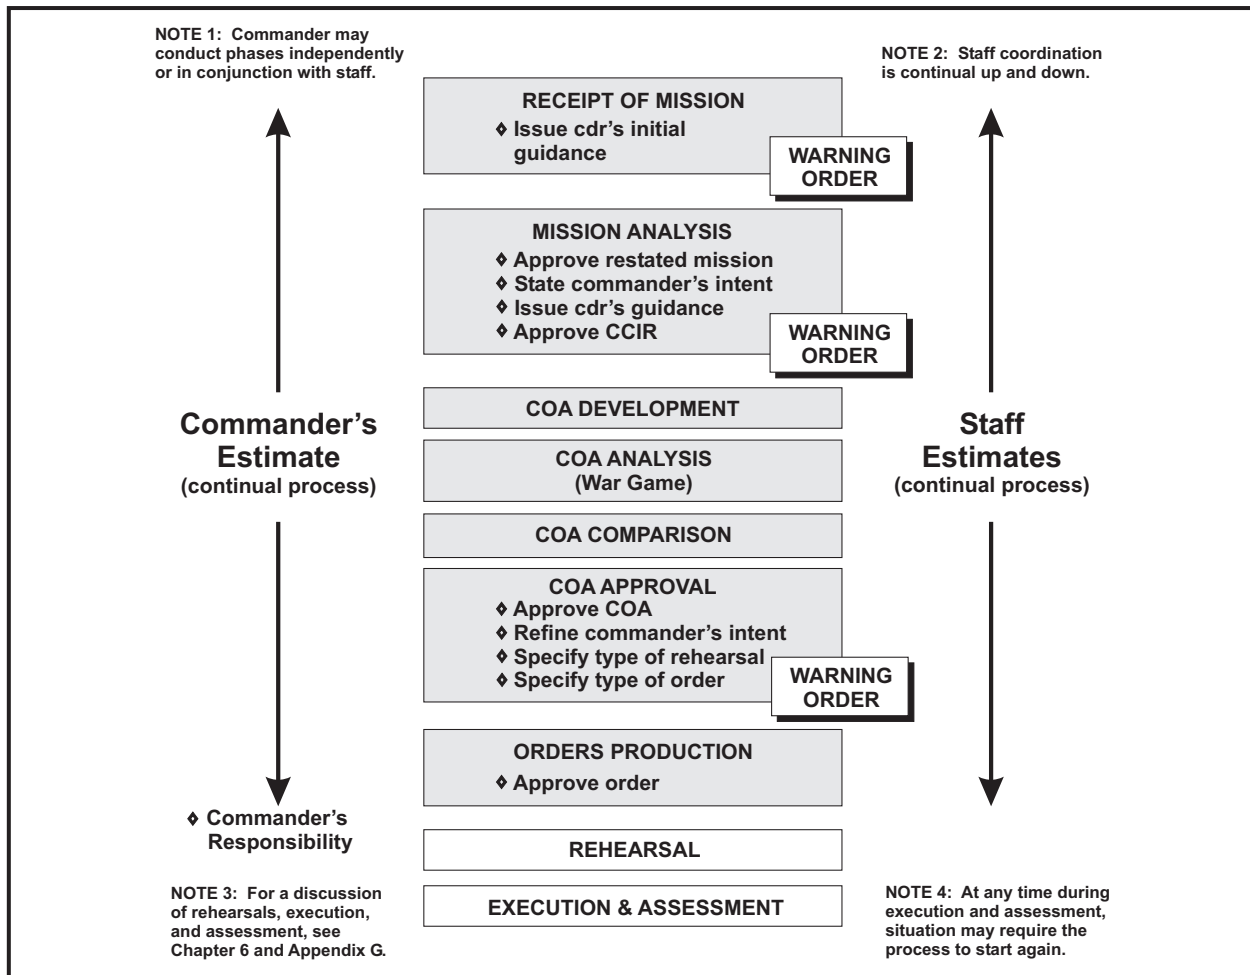 NOTE 1: Commander may
conduct phases independently
or in conjunction with staff.
NOTE 2: Staff coordination
is continual up and down.
RECEIPT OF MISSION
◊ Issue cdr's initial
guidance
WARNING
ORDER
MISSION ANALYSIS
◊ Approve restated mission
◊ State commander's intent
◊ Issue cdr's guidance
◊ Approve CCIR
WARNING
ORDER
Commander's
Estimate
(continual process)
COA DEVELOPMENT
COA ANALYSIS
(War Game)
COA COMPARISON
COA APPROVAL
◊ Approve COA
◊ Refine commander's intent
◊ Specify type of rehearsal
◊ Specify type of order
WARNING
ORDER
Staff
Estimates
(continual process)
ORDERS PRODUCTION
◊ Approve order
◊ Commander's
Responsibility
REHEARSAL
EXECUTION & ASSESSMENT
NOTE 3: For a discussion
of rehearsals, execution,
and assessment, see
Chapter 6 and Appendix G.
NOTE 4: At any time during
execution and assessment,
situation may require the
process to start again.